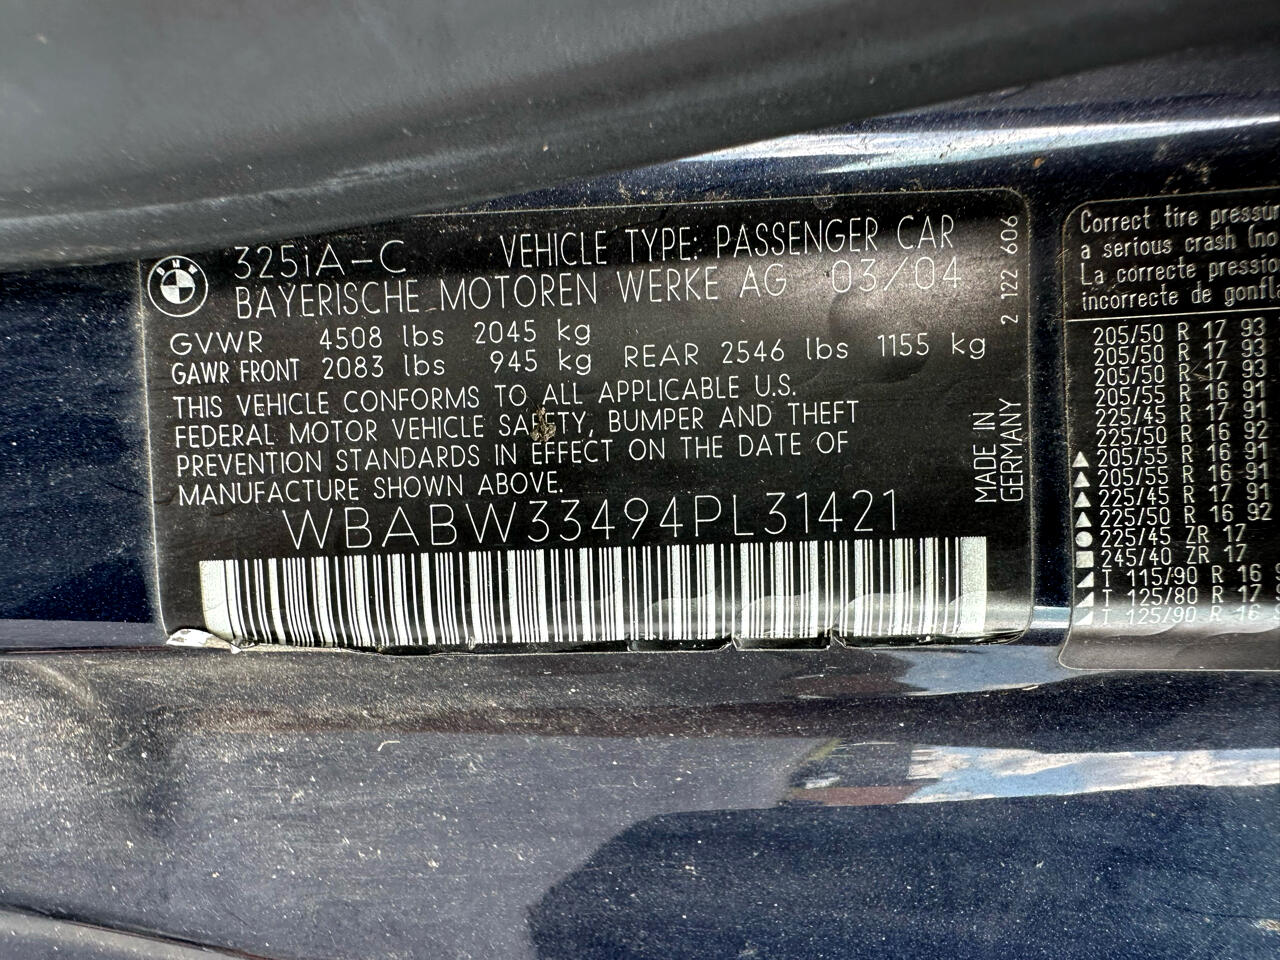 BMW
325iA-C VEHICLE TYPE: PASSENGER CAR
BAYERISCHE MOTOREN WERKE AG 03/04
GVWR 4508 lbs 2045 kg
GAWR FRONT 2083 lbs 945 kg REAR 2546 lbs 1155 kg
THIS VEHICLE CONFORMS TO ALL APPLICABLE U.S.
FEDERAL MOTOR VEHICLE SAFETY, BUMPER AND THEFT
PREVENTION STANDARDS IN EFFECT ON THE DATE OF
MANUFACTURE SHOWN ABOVE.
WBABW33494PL31421
2 122 606
MADE IN
GERMANY
Correct tire pressur
a serious crash (no
La correcte pressio
incorrecte de gonfla
205/50 R 17 93
205/50 R 17 93
205/50 R 17 93
205/55 R 16 91
225/45 R 17 91
225/50 R 16 92
205/55 R 16 91
205/55 R 16 91
225/45 R 17 91
225/50 R 16 92
225/45 ZR 17
245/40 ZR 17
T 115/90 R 16
T 125/80 R 17
T 125/90 R 16